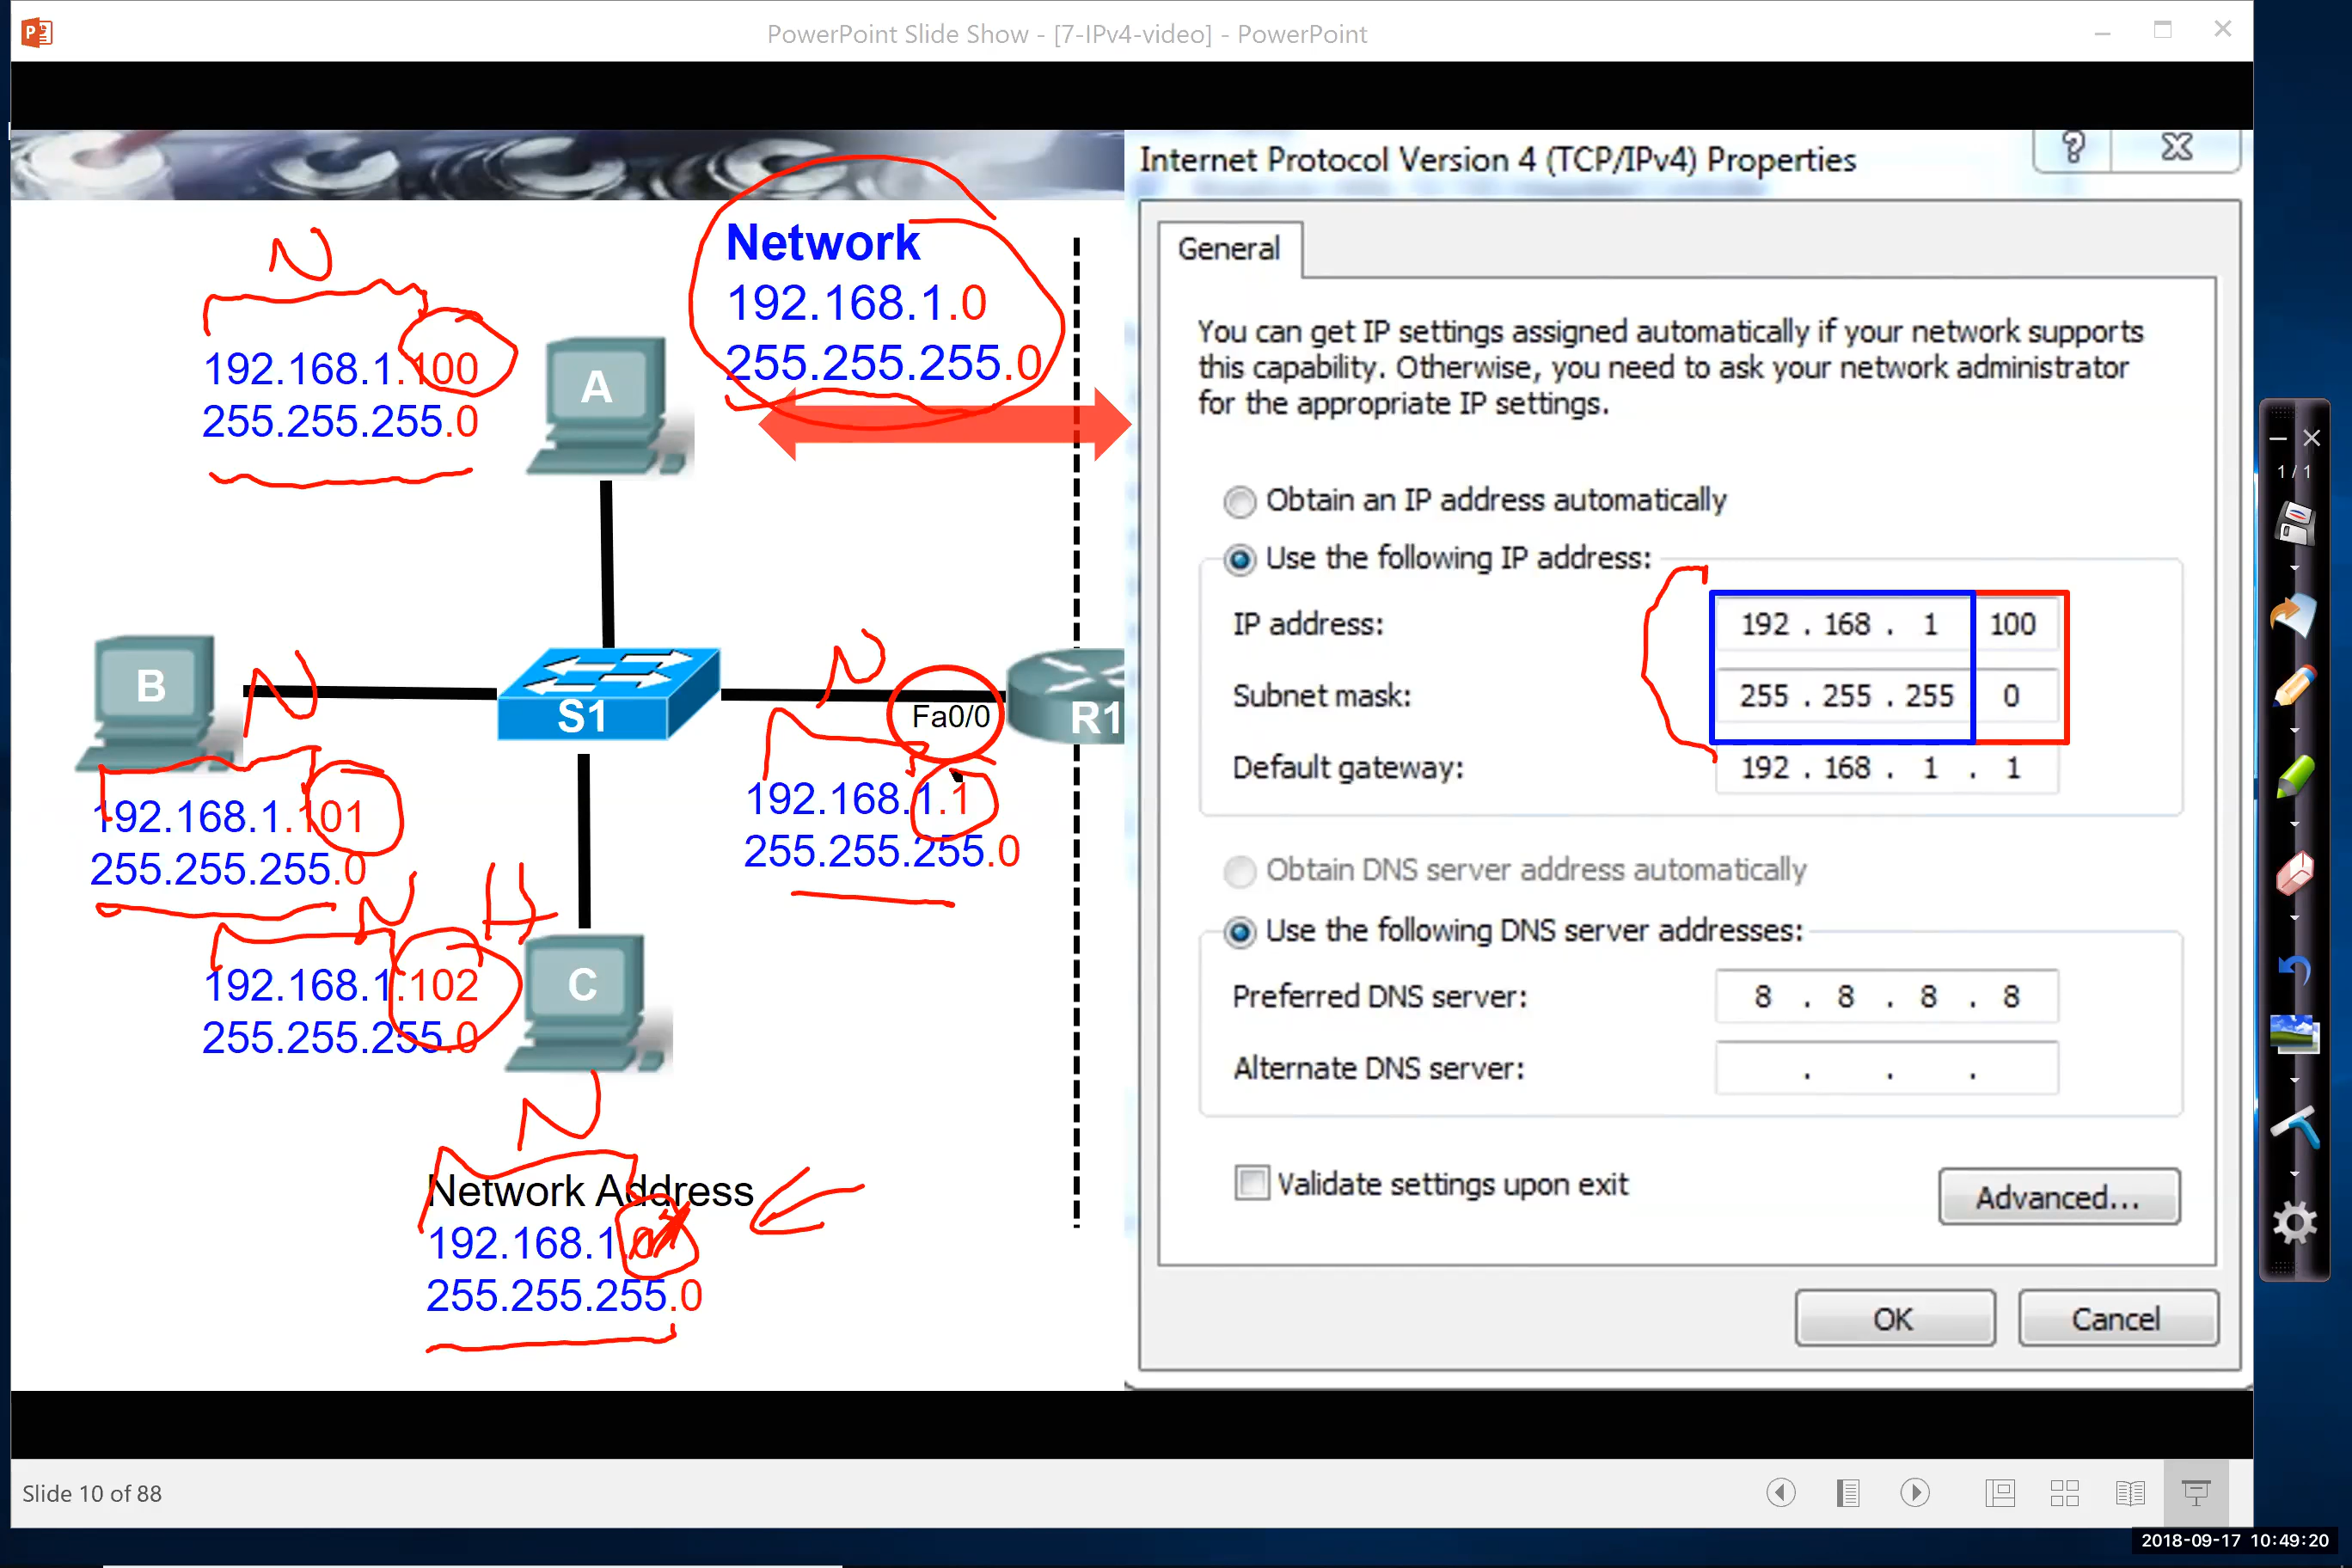 PowerPoint Slide Show - [7-IPv4-video] - PowerPoint
N
192.168.1.100
255.255.255.0
A
Network
192.168.1.0
255.255.255.0
B
N
192.168.1.101
255.255.255.0
S1
N
Fa0/0
R1
192.168.1.1
255.255.255.0
N H
192.168.1.102
255.255.255.0
C
N
Network Address
192.168.1.0
255.255.255.0
Internet Protocol Version 4 (TCP/IPv4) Properties
General
You can get IP settings assigned automatically if your network supports
this capability. Otherwise, you need to ask your network administrator
for the appropriate IP settings.
Obtain an IP address automatically
Use the following IP address:
IP address: 192 . 168 . 1 100
Subnet mask: 255 . 255 . 255 0
Default gateway: 192 . 168 . 1 . 1
Obtain DNS server address automatically
Use the following DNS server addresses:
Preferred DNS server: 8 . 8 . 8 . 8
Alternate DNS server: . . .
Validate settings upon exit
Advanced...
OK
Cancel
1/1
Slide 10 of 88
2018-09-17 10:49:20